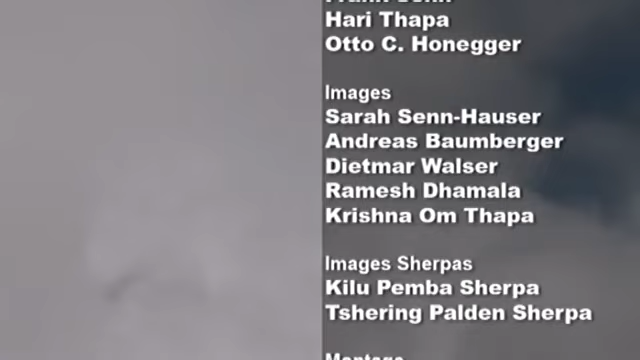 Hari Thapa
Otto C. Honegger
Images
Sarah Senn-Hauser
Andreas Baumberger
Dietmar Walser
Ramesh Dhamala
Krishna Om Thapa
Images Sherpas
Kilu Pemba Sherpa
Tshering Palden Sherpa